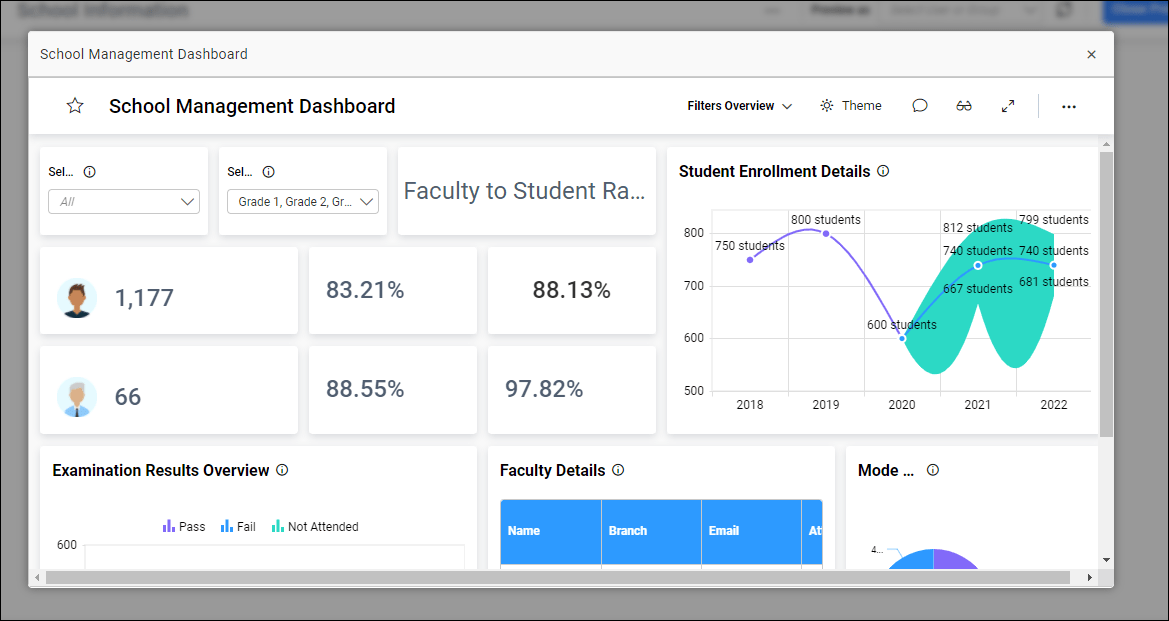 School Information
Preview as
School Management Dashboard
School Management Dashboard
Filters Overview
Theme
Sel...
All
Sel...
Grade 1, Grade 2, Gr...
Faculty to Student Ra...
Student Enrollment Details
800
700
600
500
750 students
800 students
600 students
812 students
740 students
667 students
799 students
740 students
681 students
2018
2019
2020
2021
2022
1,177
83.21%
88.13%
66
88.55%
97.82%
Examination Results Overview
Pass
Fail
Not Attended
600
Faculty Details
Name
Branch
Email
At
Mode ...
4...